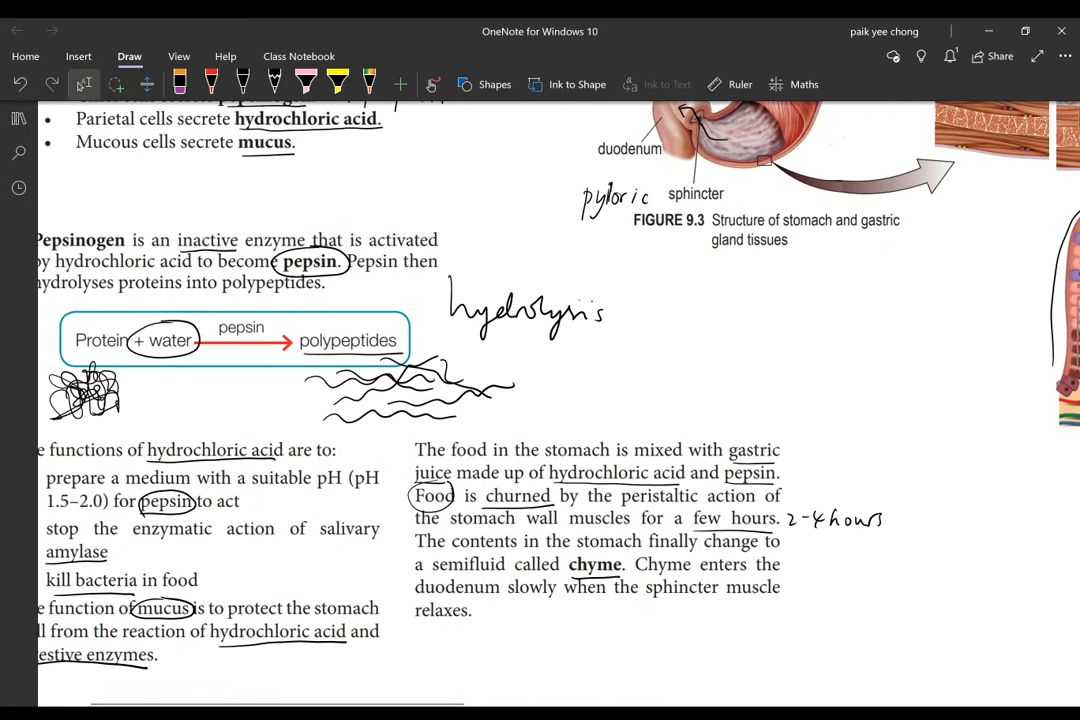 OneNote for Windows 10
paik yee chong
Home Insert Draw View Help Class Notebook
Share
Shapes Ink to Shape Ink to Text Ruler Maths
• Parietal cells secrete hydrochloric acid.
• Mucous cells secrete mucus.
duodenum
pyloric sphincter
FIGURE 9.3 Structure of stomach and gastric
gland tissues
Pepsinogen is an inactive enzyme that is activated
by hydrochloric acid to become pepsin. Pepsin then
hydrolyses proteins into polypeptides.
hydrolysis
pepsin
Protein + water polypeptides
e functions of hydrochloric acid are to:
prepare a medium with a suitable pH (pH
1.5–2.0) for pepsin to act
stop the enzymatic action of salivary
amylase
kill bacteria in food
e function of mucus is to protect the stomach
ll from the reaction of hydrochloric acid and
estive enzymes.
The food in the stomach is mixed with gastric
juice made up of hydrochloric acid and pepsin.
Food is churned by the peristaltic action of
the stomach wall muscles for a few hours. 2-4 hours
The contents in the stomach finally change to
a semifluid called chyme. Chyme enters the
duodenum slowly when the sphincter muscle
relaxes.